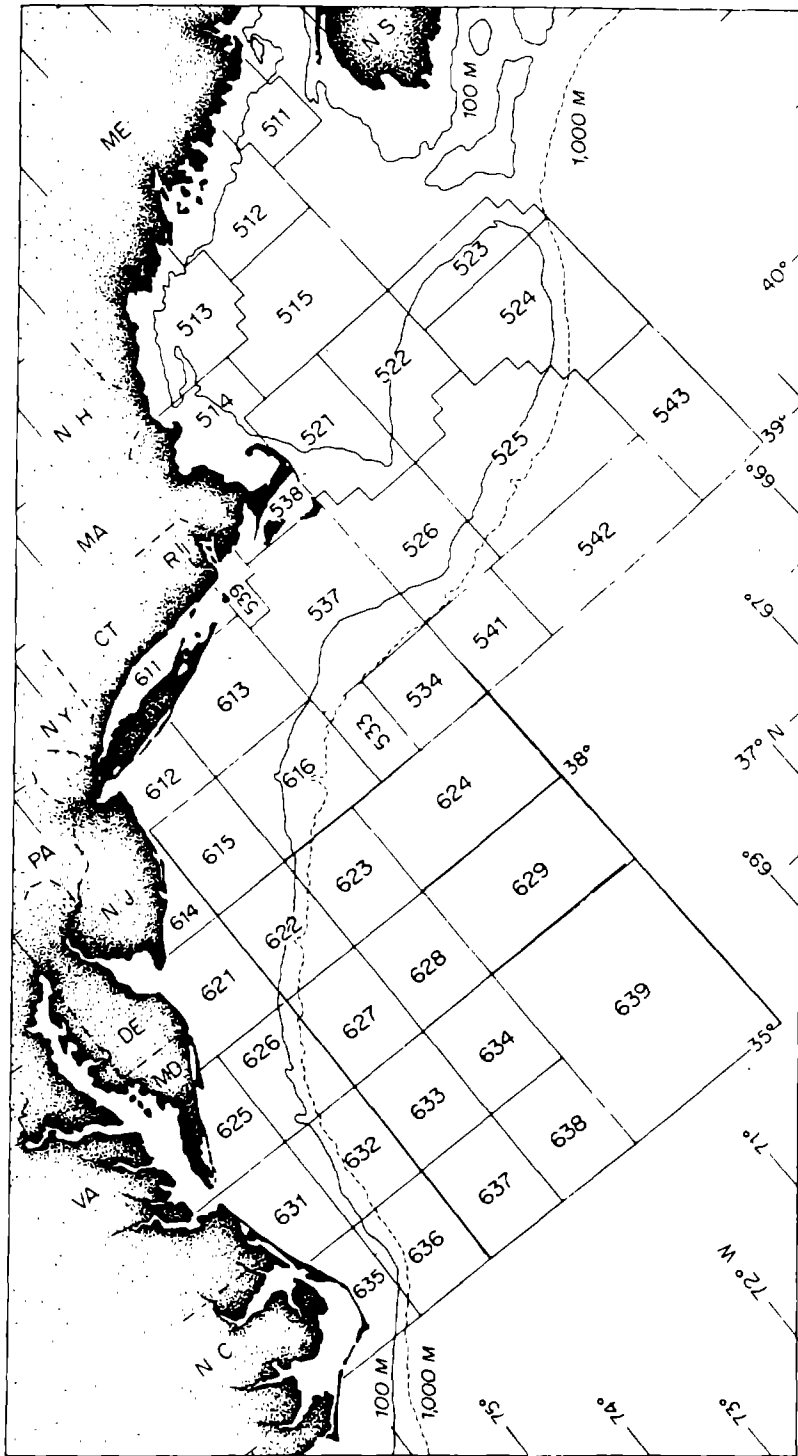 ME
N S
511
100 M
1,000 M
512
513
515
523
524
40°
N H
514
522
521
543
39°
66°
MA
538
525
R I
526
542
537
539
CT
67°
611
613
541
534
533
N Y
612
616
37° N
38°
624
615
PA
623
69°
N J
614
629
622
621
628
627
639
DE
626
MD
634
35°
625
633
632
638
71°
VA
631
637
636
635
72° W
N C
100 M
1,000 M
75°
74°
73°